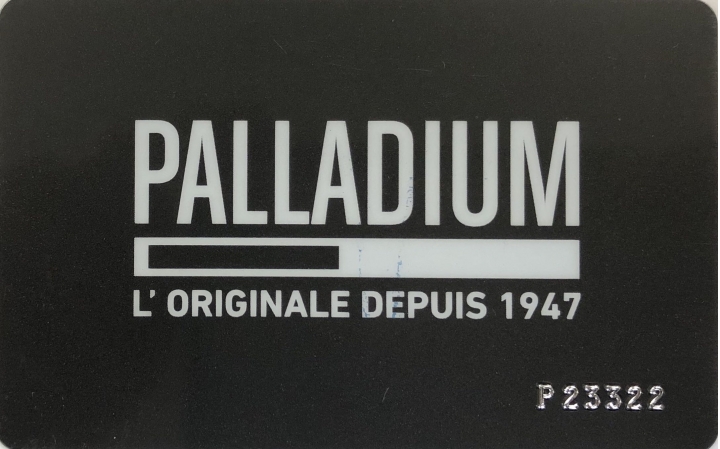 PALLADIUM
L' ORIGINALE DEPUIS 1947
P23322